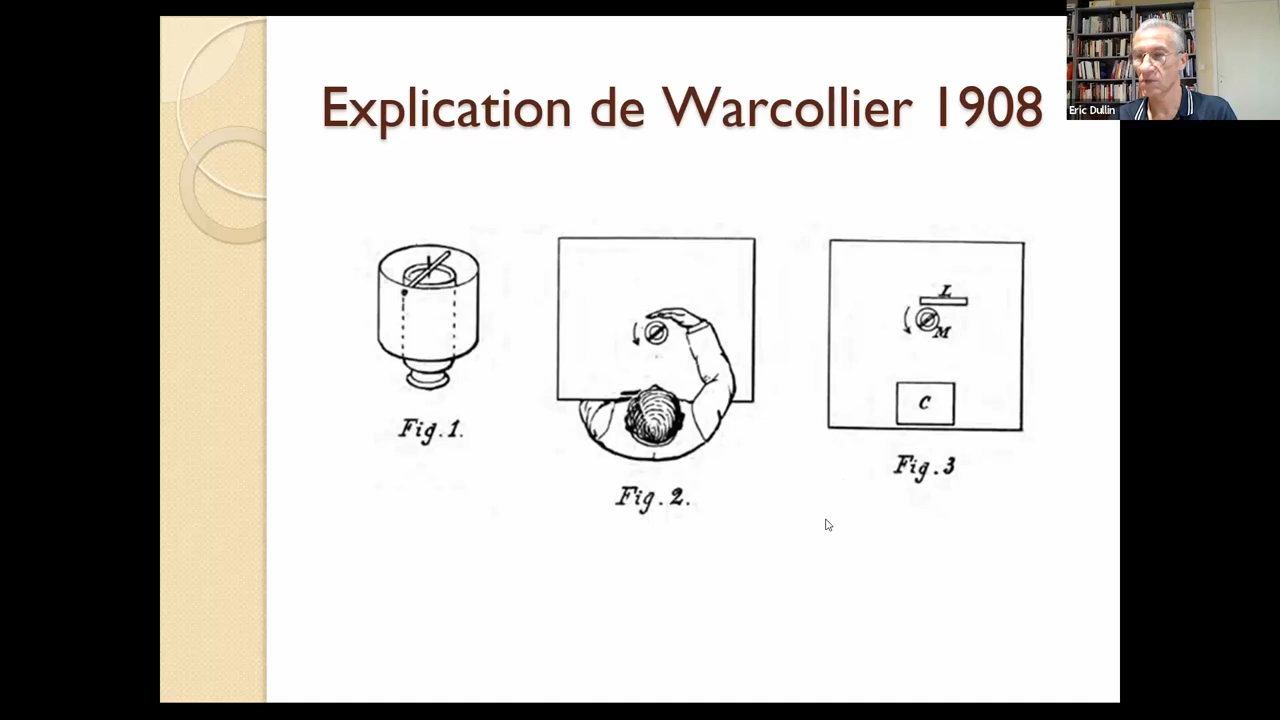 Explication de Warcollier 1908
Eric Dullin
L
M
C
Fig. 1.
Fig. 2.
Fig. 3